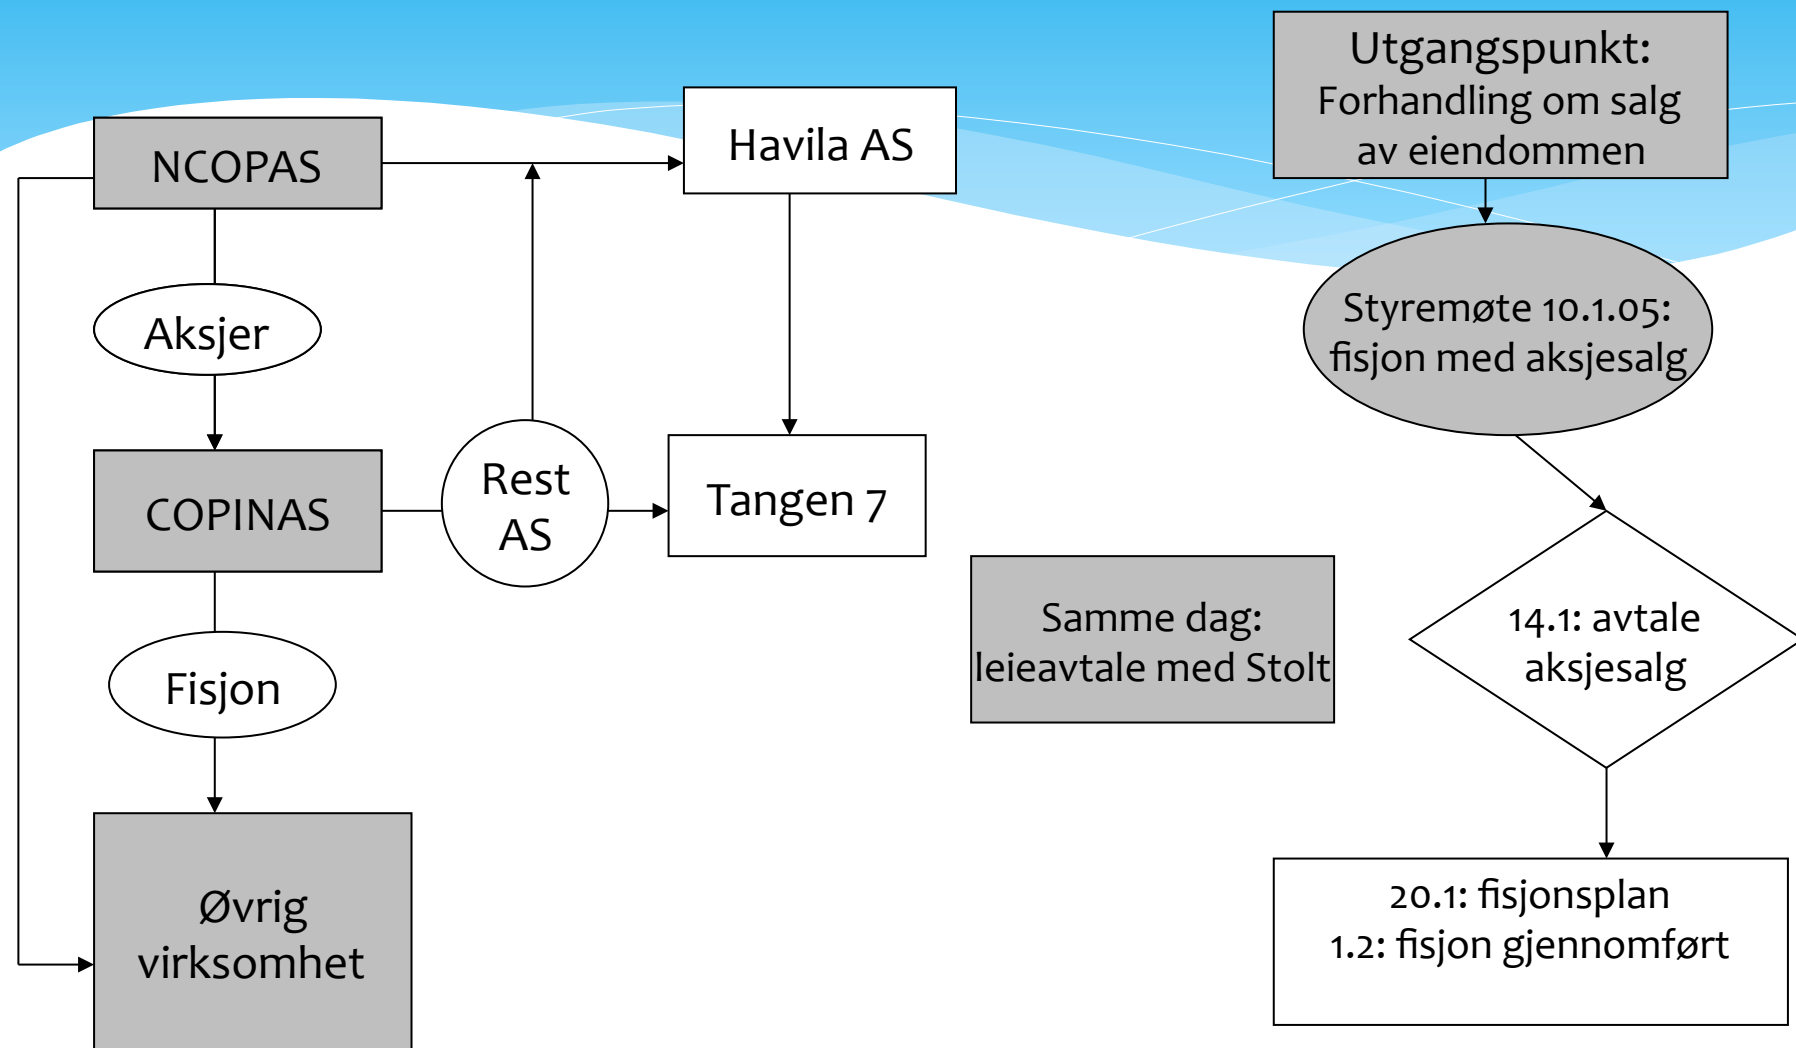 NCOPAS
Aksjer
COPINAS
Fisjon
Øvrig
virksomhet
Havila AS
Rest
AS
Tangen 7
Utgangspunkt:
Forhandling om salg
av eiendommen
Styremøte 10.1.05:
fisjon med aksjesalg
Samme dag:
leieavtale med Stolt
14.1: avtale
aksjesalg
20.1: fisjonsplan
1.2: fisjon gjennomført